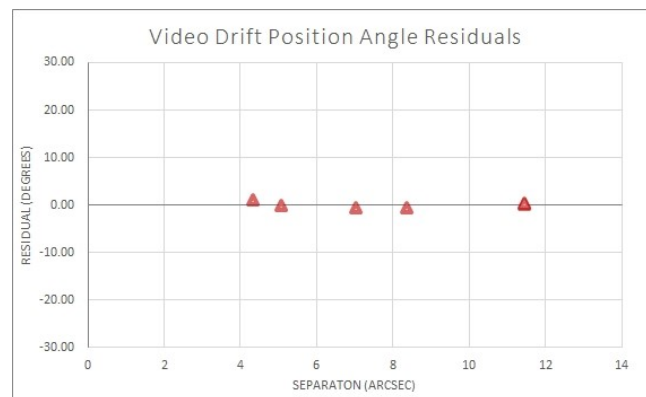 Video Drift Position Angle Residuals
30.00
20.00
10.00
0.00
-10.00
-20.00
-30.00
RESIDUAL (DEGREES)
0 2 4 6 8 10 12 14
SEPARATON (ARCSEC)